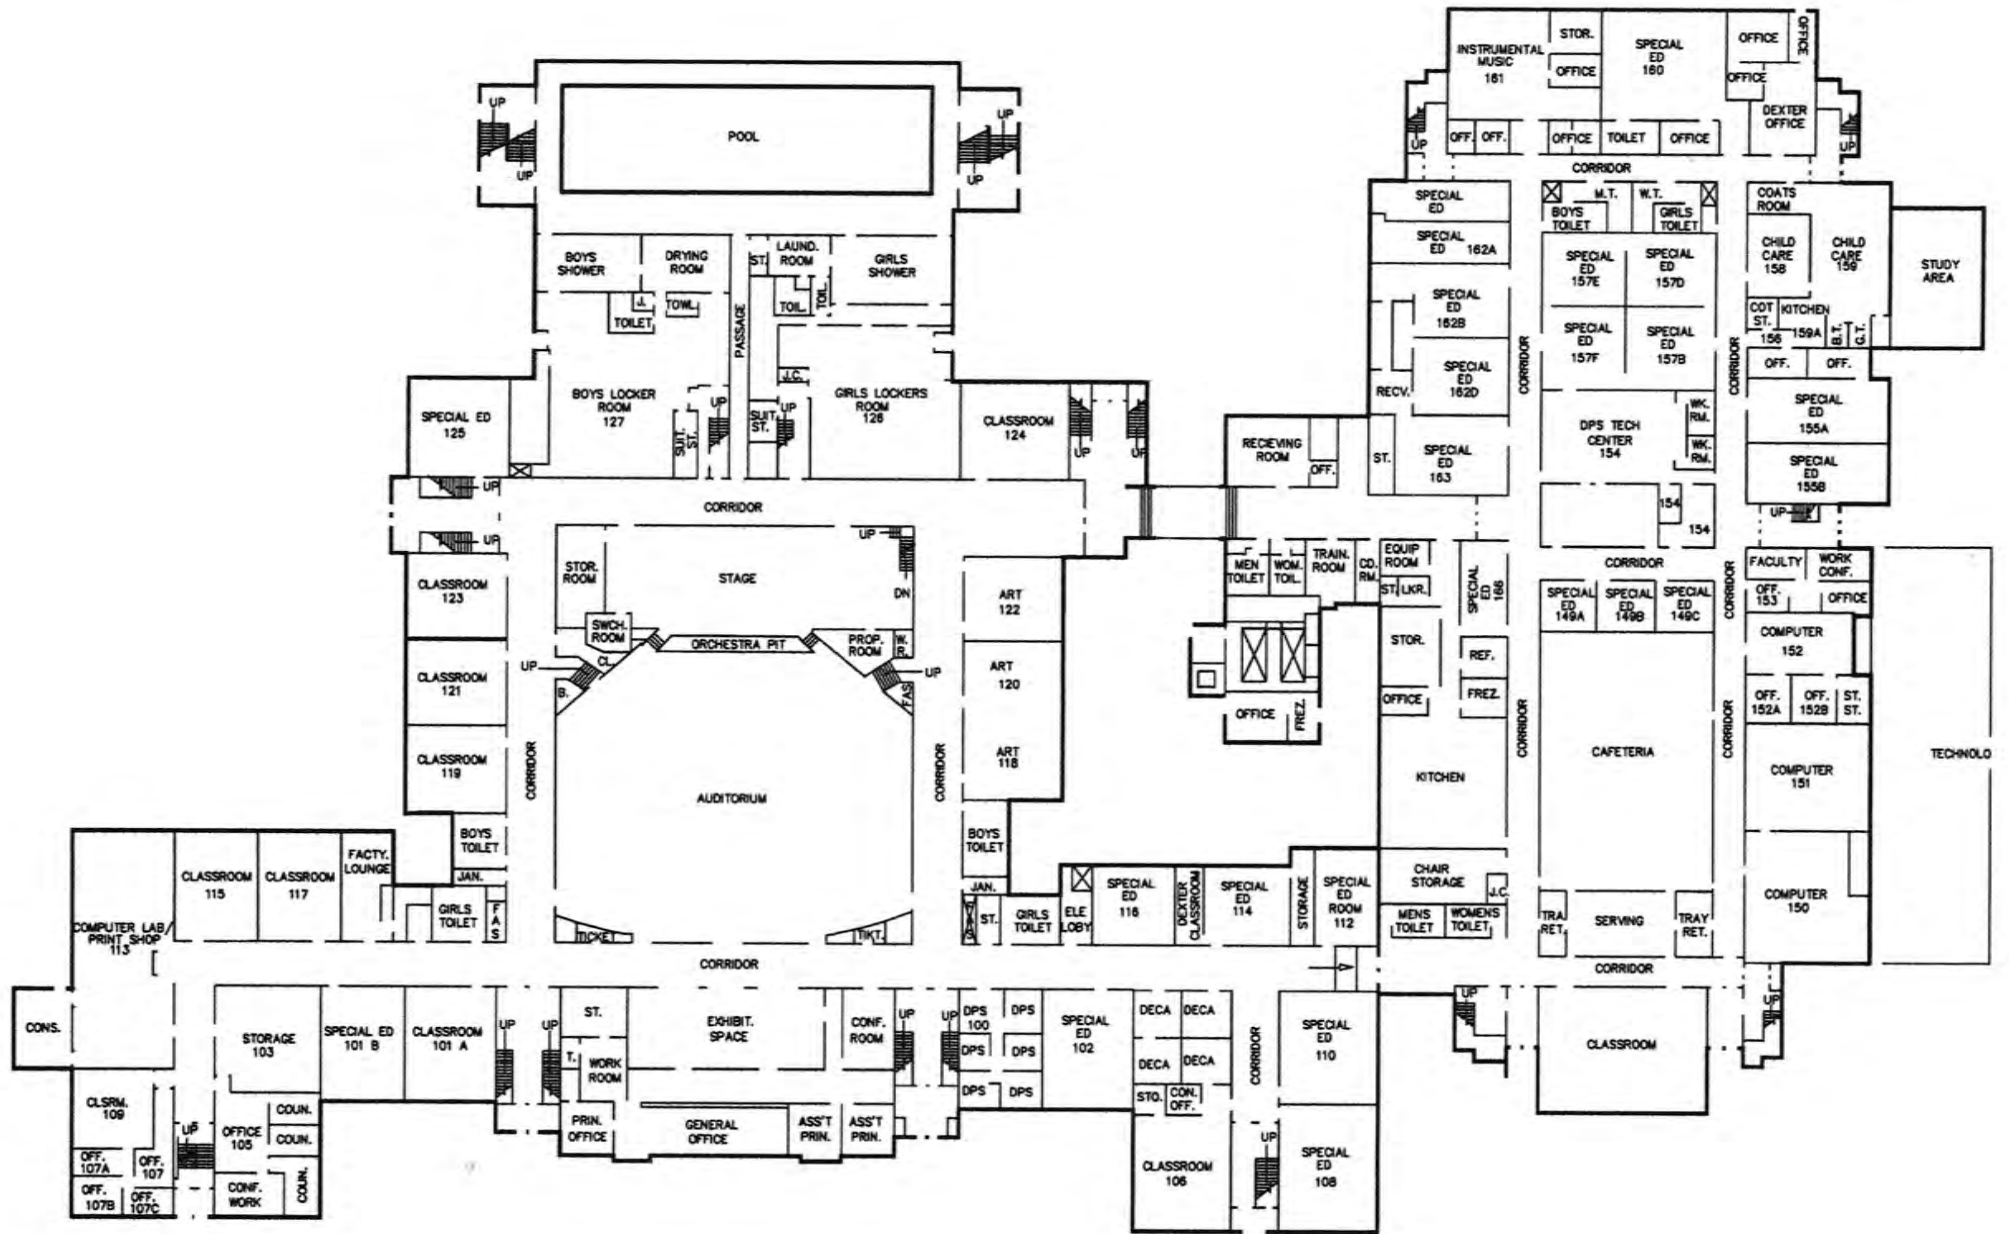 POOL
UP
UP
UP
UP
BOYS
SHOWER
DRYING
ROOM
ST.
LAUND.
ROOM
GIRLS
SHOWER
J.
TOWL.
TOILET
TOIL.
TOIL.
PASSAGE
J.C.
BOYS LOCKER
ROOM
127
SUIT.
ST.
UP
SUIT.
ST.
UP
GIRLS LOCKERS
ROOM
126
SPECIAL ED
125
CLASSROOM
124
UP
UP
UP
UP
CORRIDOR
STOR.
ROOM
STAGE
UP
DN
SWCH.
ROOM
ORCHESTRA PIT
PROP.
ROOM
W.
R.
CL.
UP
B.
UP
FAS
CLASSROOM
123
CLASSROOM
121
CLASSROOM
119
CORRIDOR
AUDITORIUM
CORRIDOR
ART
122
ART
120
ART
118
BOYS
TOILET
JAN.
GIRLS
TOILET
F
A
S
BOYS
TOILET
JAN.
ST.
GIRLS
TOILET
ELE
LOBY
TICKET
TIKT.
COMPUTER LAB/
PRINT SHOP
113
CLASSROOM
115
CLASSROOM
117
FACTY.
LOUNGE
CORRIDOR
CONS.
STORAGE
103
SPECIAL ED
101 B
CLASSROOM
101 A
UP
UP
ST.
T.
WORK
ROOM
EXHIBIT.
SPACE
CONF.
ROOM
UP
UP
PRIN.
OFFICE
GENERAL
OFFICE
ASS'T
PRIN.
ASS'T
PRIN.
CLSRM.
109
OFF.
107A
OFF.
107
OFF.
107B
OFF.
107C
UP
OFFICE
105
COUN.
COUN.
COUN.
CONF.
WORK
DPS
100
DPS
DPS
DPS
DPS
DPS
SPECIAL
ED
102
DECA
DECA
DECA
DECA
STO.
CON.
OFF.
CLASSROOM
106
CORRIDOR
UP
SPECIAL
ED
110
SPECIAL
ED
108
SPECIAL
ED
116
DEXTER
CLASSROOM
SPECIAL
ED
114
STORAGE
SPECIAL
ED
ROOM
112
INSTRUMENTAL
MUSIC
161
STOR.
OFFICE
SPECIAL
ED
160
OFFICE
OFFICE
OFFICE
DEXTER
OFFICE
UP
OFF.
OFF.
OFFICE
TOILET
OFFICE
UP
CORRIDOR
SPECIAL
ED
SPECIAL
ED 162A
SPECIAL
ED
162B
SPECIAL
ED
162D
RECV.
ST.
SPECIAL
ED
163
CORRIDOR
M.T.
W.T.
BOYS
TOILET
GIRLS
TOILET
SPECIAL
ED
157E
SPECIAL
ED
157D
SPECIAL
ED
157F
SPECIAL
ED
157B
DPS TECH
CENTER
154
WK.
RM.
WK.
RM.
154
154
CORRIDOR
COATS
ROOM
CHILD
CARE
158
CHILD
CARE
159
STUDY
AREA
COT
ST.
156
KITCHEN
159A
B.T.
G.T.
OFF.
OFF.
SPECIAL
ED
155A
SPECIAL
ED
155B
UP
RECIEVING
ROOM
OFF.
MEN
TOILET
WOM.
TOIL.
TRAIN.
ROOM
CD.
RM.
EQUIP
ROOM
ST.
LKR.
SPECIAL
ED
166
STOR.
REF.
OFFICE
FREZ.
OFFICE
FREZ.
KITCHEN
CORRIDOR
CORRIDOR
SPECIAL
ED
149A
SPECIAL
ED
149B
SPECIAL
ED
149C
CAFETERIA
CORRIDOR
CORRIDOR
FACULTY
WORK
CONF.
OFF.
153
OFFICE
COMPUTER
152
OFF.
152A
OFF.
152B
ST.
ST.
COMPUTER
151
COMPUTER
150
TECHNOLO
CHAIR
STORAGE
J.C.
MENS
TOILET
WOMENS
TOILET
TRA
RET.
SERVING
TRAY
RET.
CORRIDOR
UP
CLASSROOM
UP